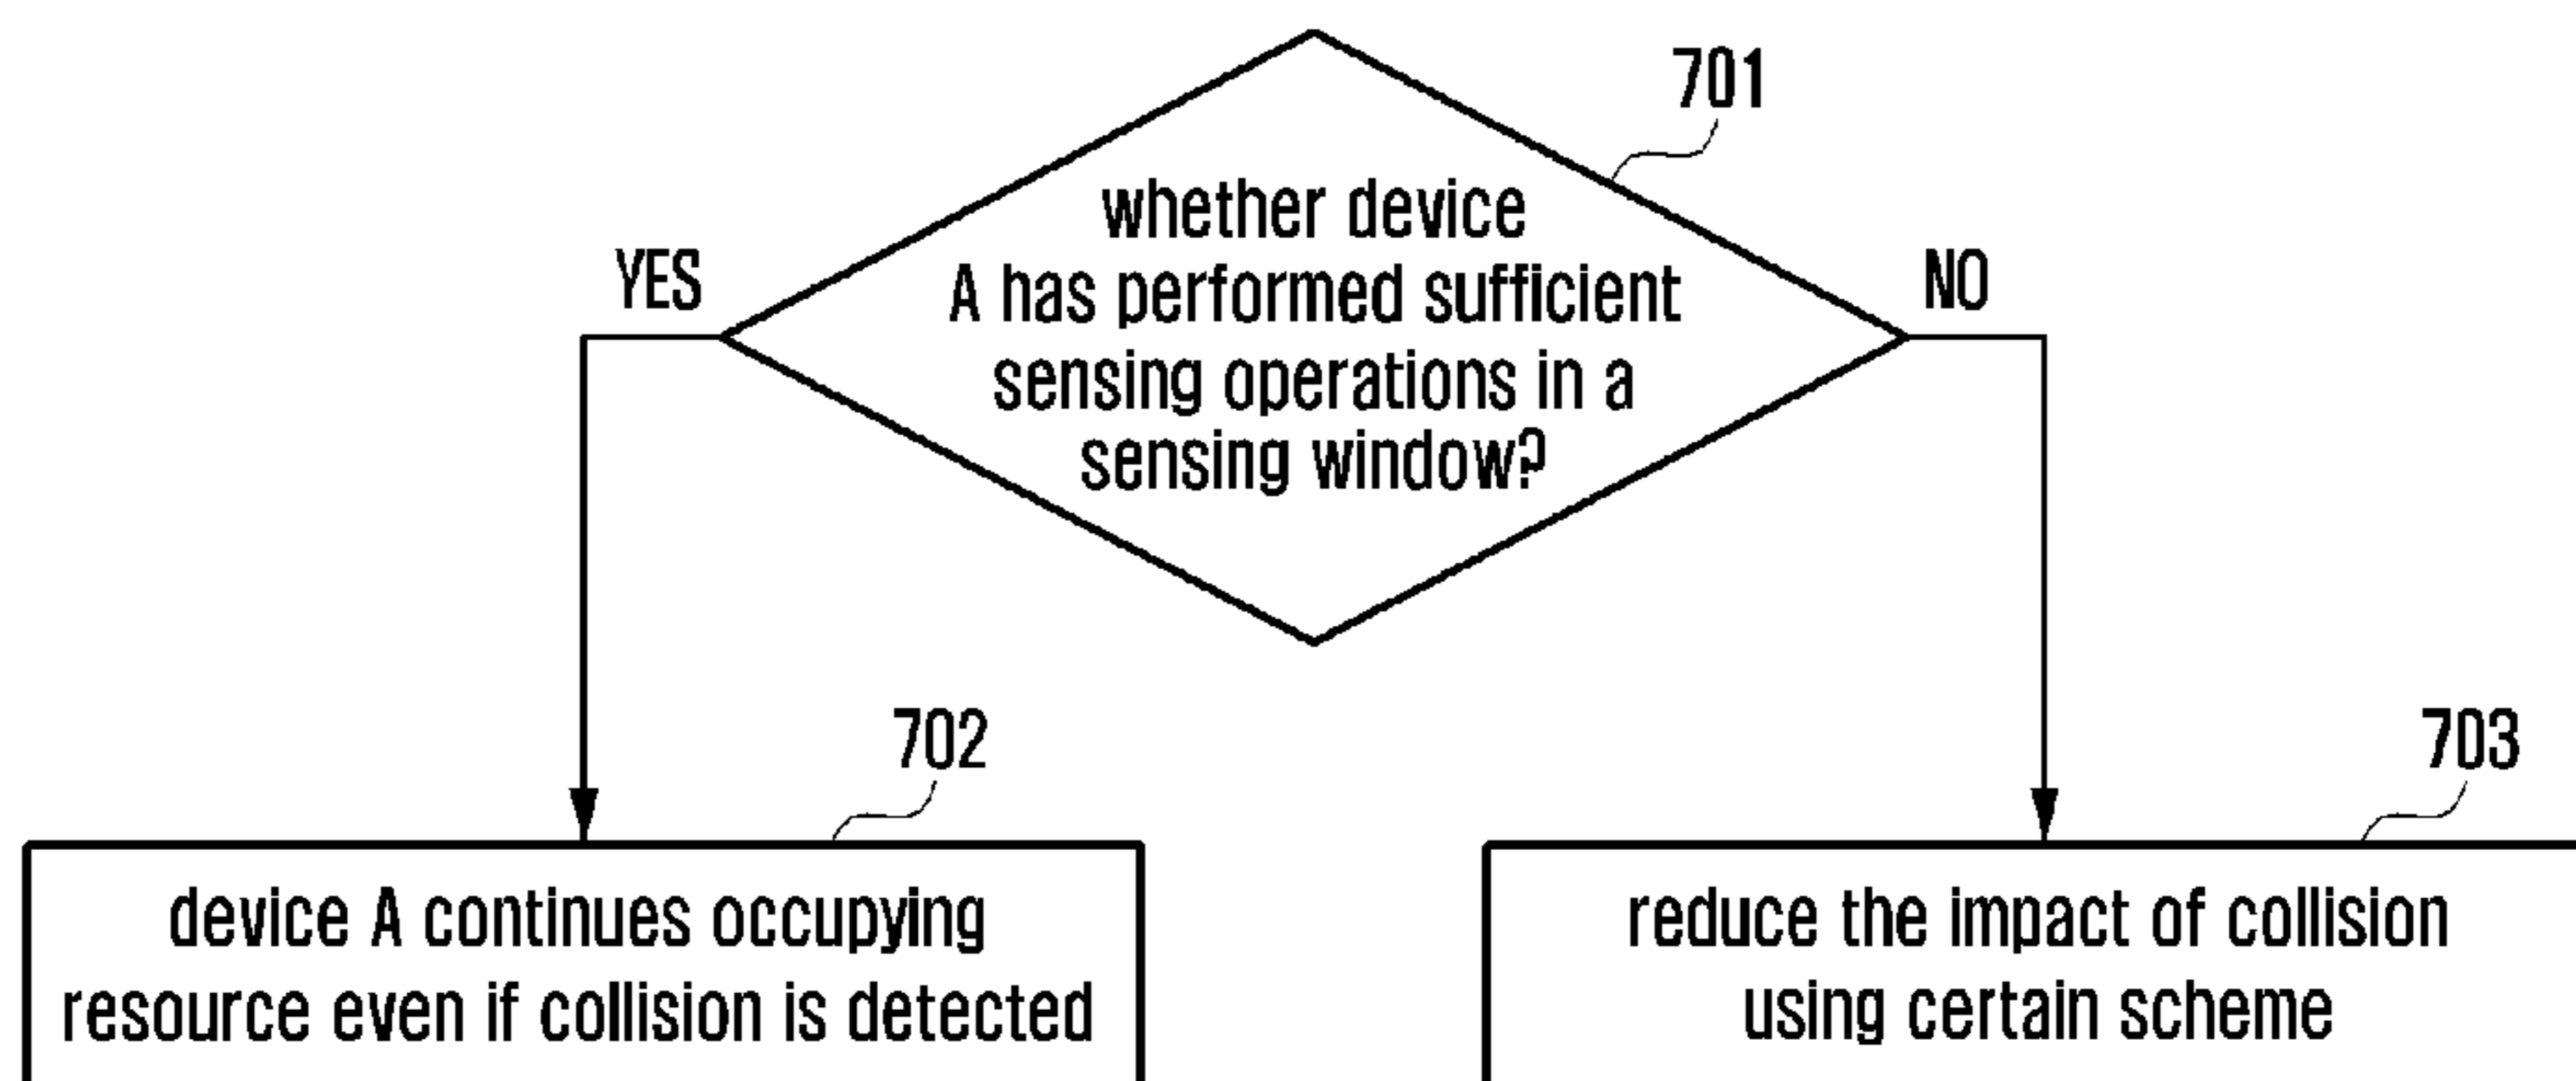 701
whether device
A has performed sufficient
sensing operations in a
sensing window?
YES
NO
702
device A continues occupying
resource even if collision is detected
703
reduce the impact of collision
using certain scheme